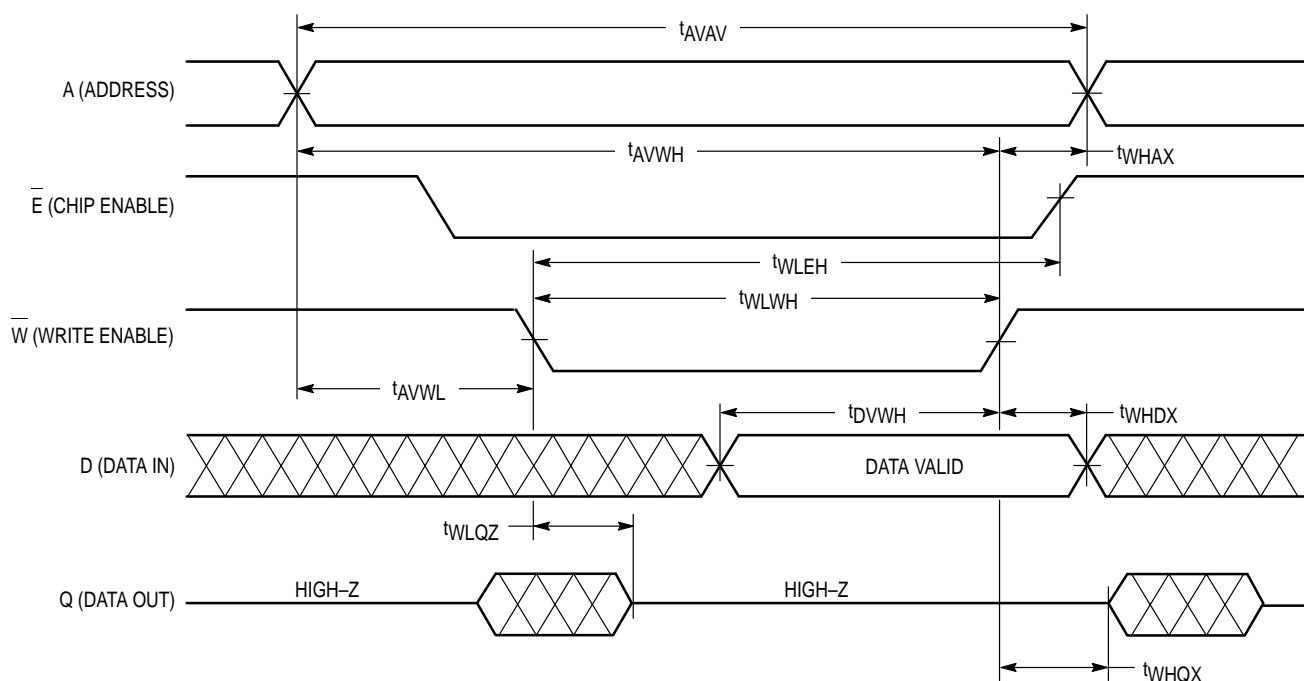 tAVAV
A (ADDRESS)
tAVWH
tWHAX
E (CHIP ENABLE)
tWLEH
tWLWH
W (WRITE ENABLE)
tAVWL
tDVWH
tWHDX
D (DATA IN)
DATA VALID
tWLQZ
Q (DATA OUT)
HIGH–Z
HIGH–Z
tWHQX